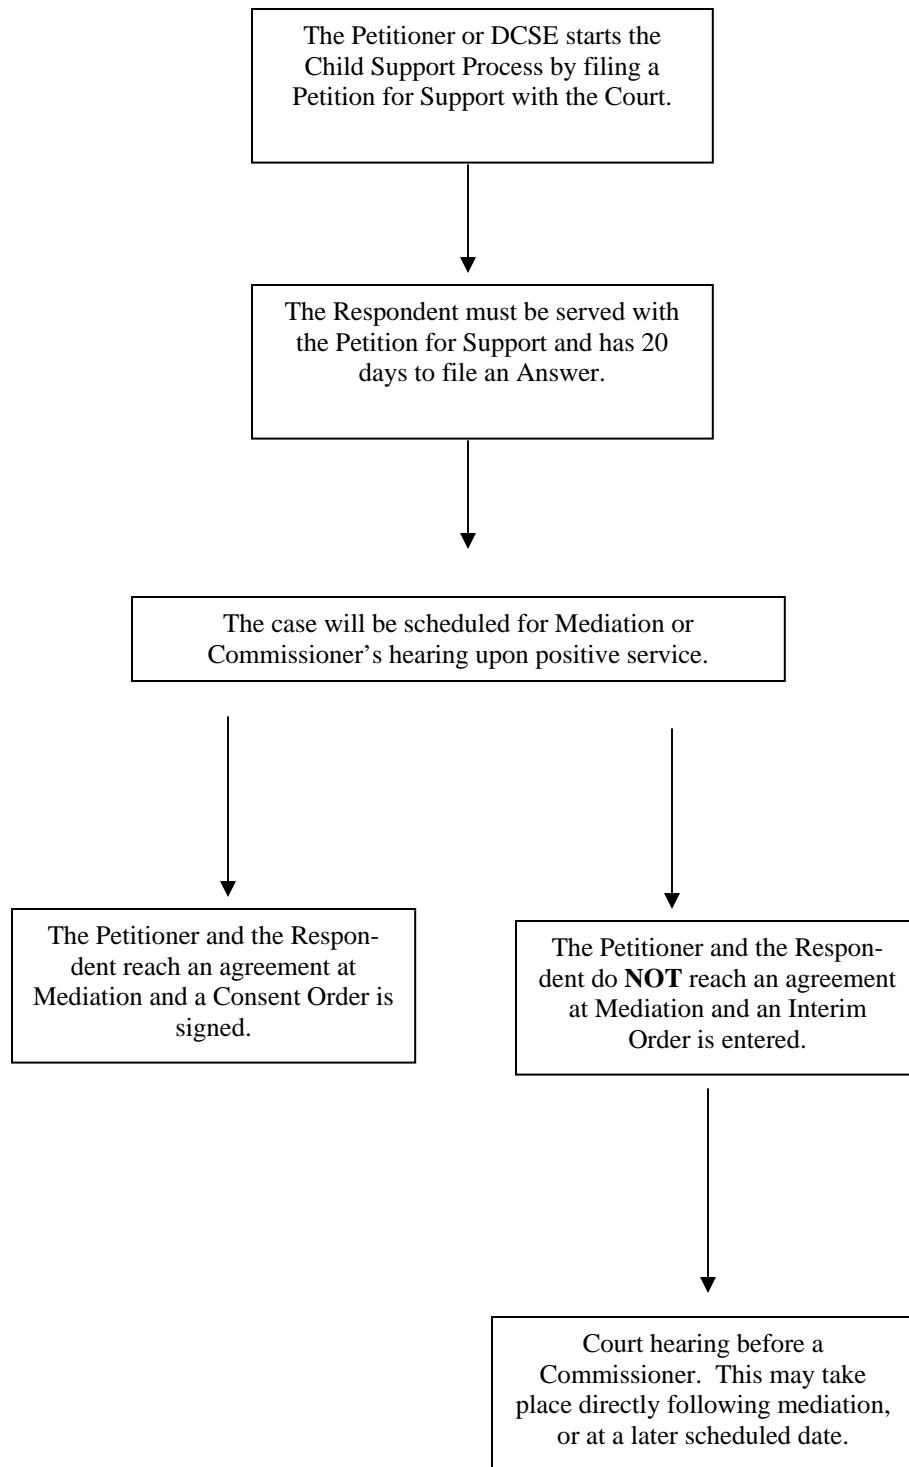 The Petitioner or DCSE starts the
Child Support Process by filing a
Petition for Support with the Court.
The Respondent must be served with
the Petition for Support and has 20
days to file an Answer.
The case will be scheduled for Mediation or
Commissioner’s hearing upon positive service.
The Petitioner and the Respon-
dent reach an agreement at
Mediation and a Consent Order is
signed.
The Petitioner and the Respon-
dent do NOT reach an agreement
at Mediation and an Interim
Order is entered.
Court hearing before a
Commissioner.  This may take
place directly following mediation,
or at a later scheduled date.